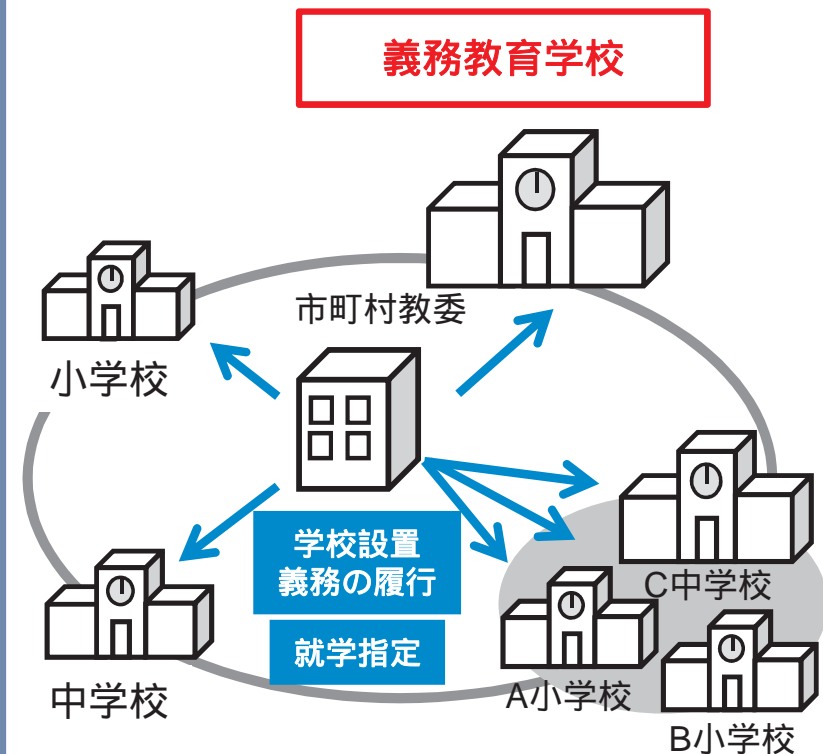 義務教育学校
市町村教委
小学校
学校設置
義務の履行
就学指定
中学校
C中学校
A小学校
B小学校